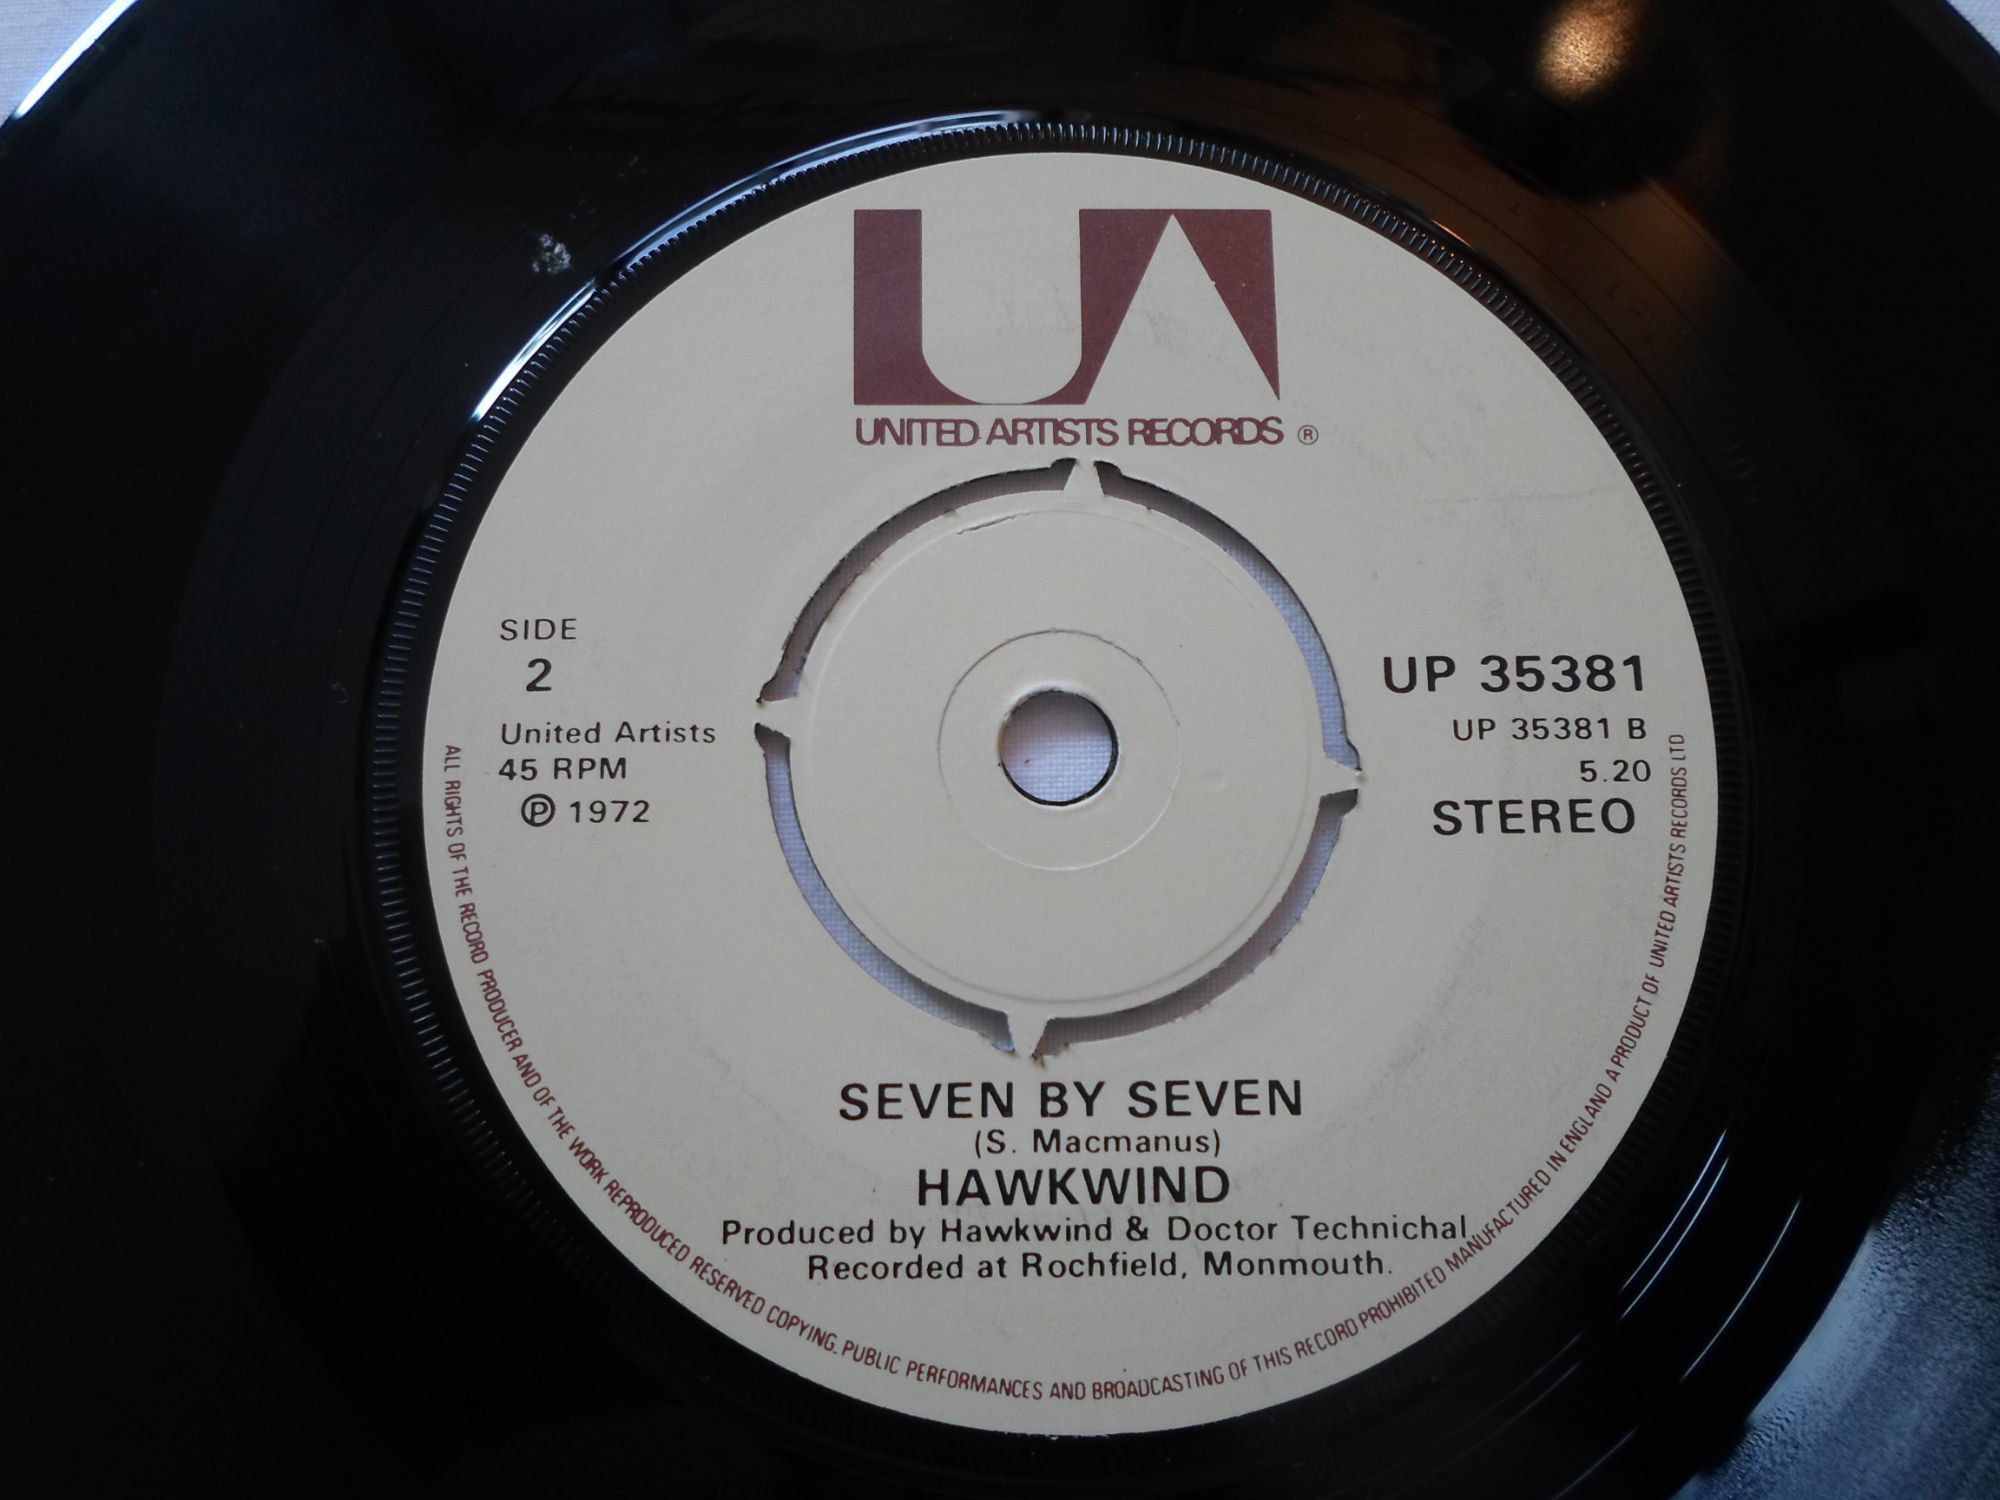 UA
UNITED ARTISTS RECORDS ®
SIDE
2
United Artists
45 RPM
℗ 1972
UP 35381
UP 35381 B
5.20
STEREO
SEVEN BY SEVEN
(S. Macmanus)
HAWKWIND
Produced by Hawkwind & Doctor Technichal
Recorded at Rochfield, Monmouth.
ALL RIGHTS OF THE RECORD PRODUCER AND OF THE WORK REPRODUCED RESERVED COPYING, PUBLIC PERFORMANCES AND BROADCASTING OF THIS RECORD PROHIBITED MANUFACTURED IN ENGLAND A PRODUCT OF UNITED ARTISTS RECORDS LTD